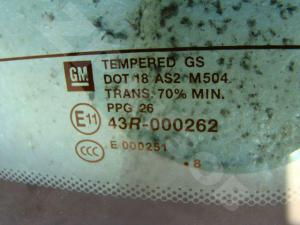 TEMPERED GS
GM
DOT 18 AS2 M504
TRANS. 70% MIN.
PPG 26
E11 43R-000262
CCC E 000251
. 8